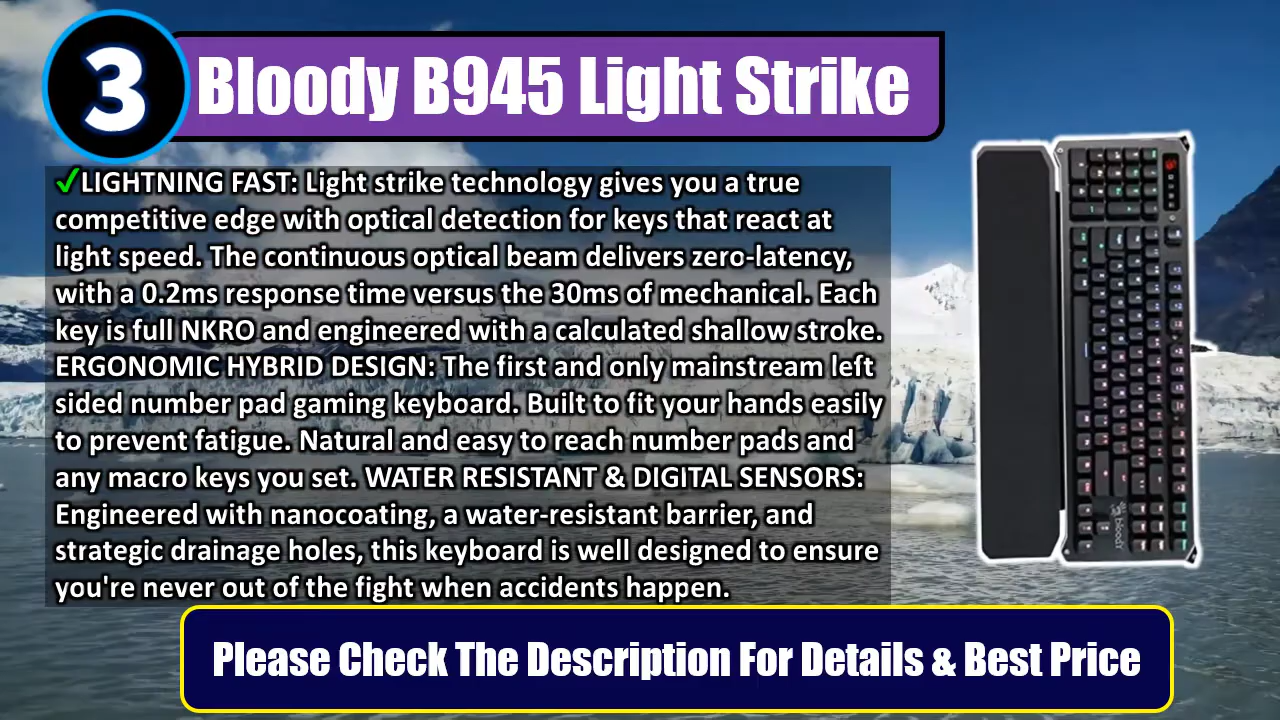 3
Bloody B945 Light Strike
✓LIGHTNING FAST: Light strike technology gives you a true
competitive edge with optical detection for keys that react at
light speed. The continuous optical beam delivers zero-latency,
with a 0.2ms response time versus the 30ms of mechanical. Each
key is full NKRO and engineered with a calculated shallow stroke.
ERGONOMIC HYBRID DESIGN: The first and only mainstream left
sided number pad gaming keyboard. Built to fit your hands easily
to prevent fatigue. Natural and easy to reach number pads and
any macro keys you set. WATER RESISTANT & DIGITAL SENSORS:
Engineered with nanocoating, a water-resistant barrier, and
strategic drainage holes, this keyboard is well designed to ensure
you're never out of the fight when accidents happen.
bloody
Please Check The Description For Details & Best Price